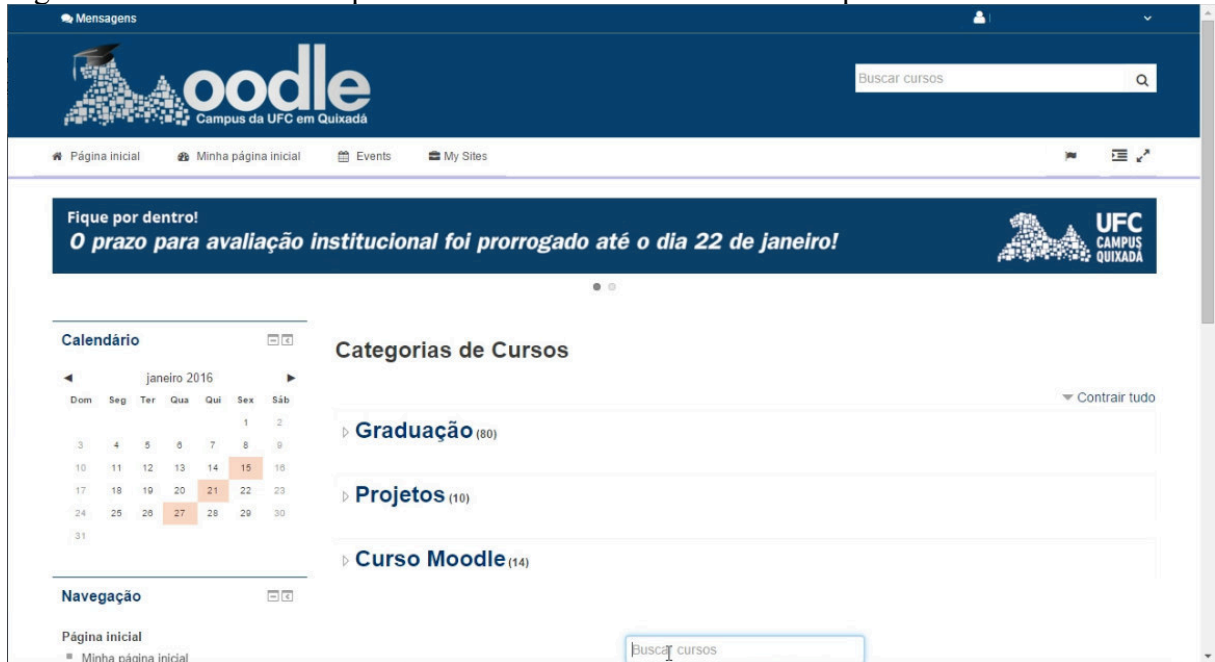 Mensagens
Moodle
Campus da UFC em Quixadá
Buscar cursos
Página inicial Minha página inicial Events My Sites
Fique por dentro!
O prazo para avaliação institucional foi prorrogado até o dia 22 de janeiro!
UFC
CAMPUS
QUIXADÁ
Calendário
janeiro 2016
Dom Seg Ter Qua Qui Sex Sáb
1 2
3 4 5 6 7 8 9
10 11 12 13 14 15 16
17 18 19 20 21 22 23
24 25 26 27 28 29 30
31
Navegação
Página inicial
Minha página inicial
Categorias de Cursos
Contrair tudo
Graduação (80)
Projetos (10)
Curso Moodle (14)
Buscar cursos